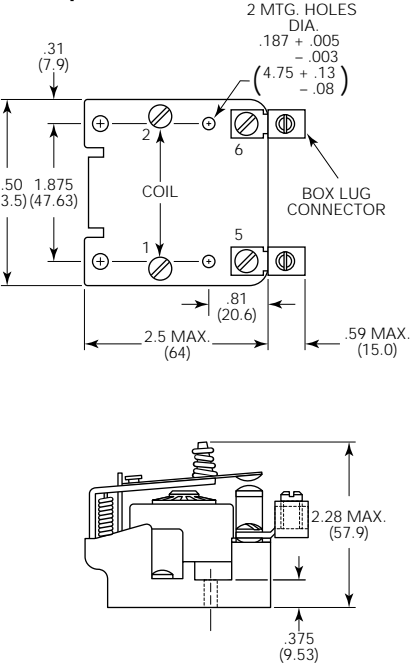 2 MTG. HOLES
DIA.
.187 + .005
– .003
(4.75 + .13
– .08)
.31
(7.9)
2
6
.50
3.5)
1.875
(47.63)
COIL
BOX LUG
CONNECTOR
1
5
.81
(20.6)
2.5 MAX.
(64)
.59 MAX.
(15.0)
2.28 MAX.
(57.9)
.375
(9.53)